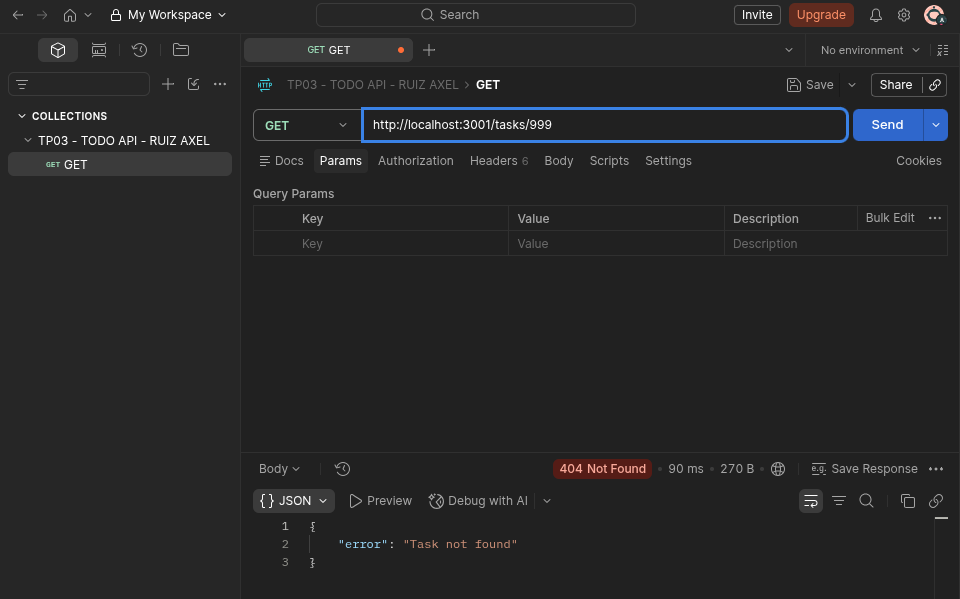 My Workspace
Search
Invite
Upgrade
GET GET
No environment
COLLECTIONS
TP03 - TODO API - RUIZ AXEL
GET GET
HTTP
TP03 - TODO API - RUIZ AXEL > GET
Save
Share
GET
http://localhost:3001/tasks/999
Send
Docs
Params
Authorization
Headers 6
Body
Scripts
Settings
Cookies
Query Params
Key
Value
Description
Bulk Edit
Key
Value
Description
Body
404 Not Found • 90 ms • 270 B
e.g. Save Response
{ } JSON
Preview
Debug with AI
1 {
2 "error": "Task not found"
3 }